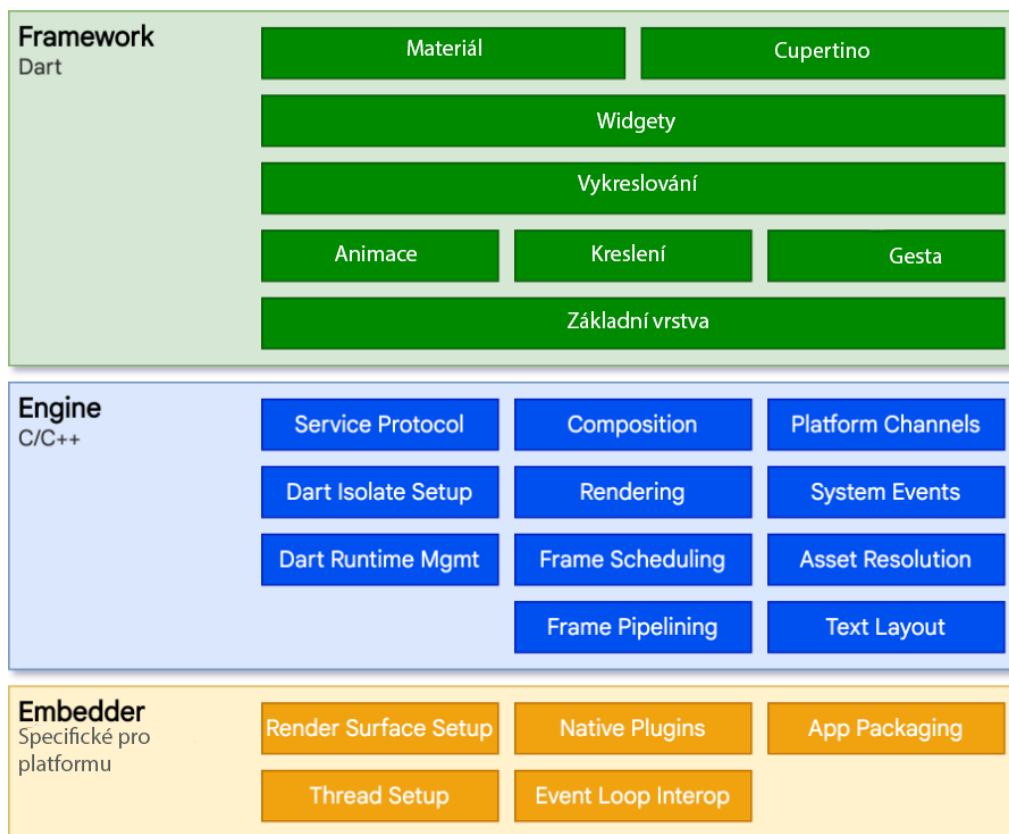 Framework
Dart
Materiál
Cupertino
Widgety
Vykreslování
Animace
Kreslení
Gesta
Základní vrstva
Engine
C/C++
Service Protocol
Composition
Platform Channels
Dart Isolate Setup
Rendering
System Events
Dart Runtime Mgmt
Frame Scheduling
Asset Resolution
Frame Pipelining
Text Layout
Embedder
Specifické pro
platformu
Render Surface Setup
Native Plugins
App Packaging
Thread Setup
Event Loop Interop